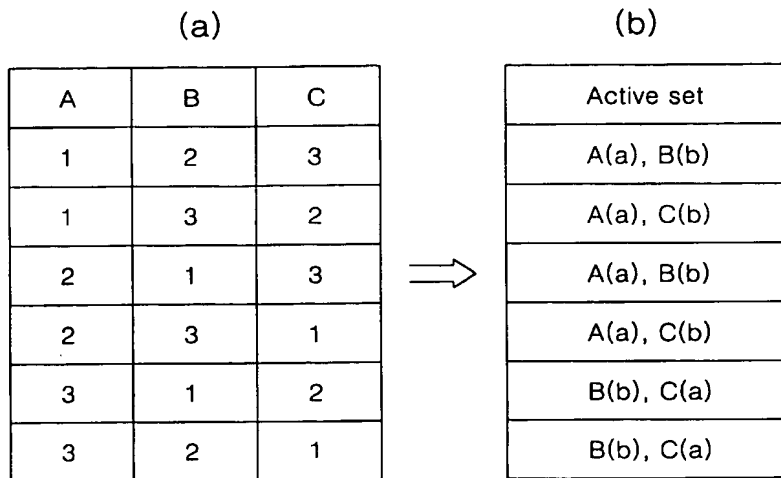 (a) (b)
A B C Active set
1 2 3 A(a), B(b)
1 3 2 A(a), C(b)
2 1 3 A(a), B(b)
2 3 1 A(a), C(b)
3 1 2 B(b), C(a)
3 2 1 B(b), C(a)